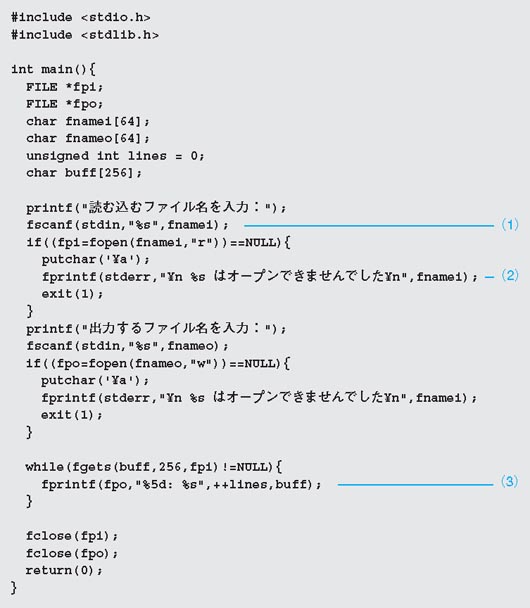 #include <stdio.h>
#include <stdlib.h>
int main(){
FILE *fpi;
FILE *fpo;
char fnamei[64];
char fnameo[64];
unsigned int lines = 0;
char buff[256];
printf("読む込むファイル名を入力：");
fscanf(stdin,"%s",fnamei); (1)
if((fpi=fopen(fnamei,"r"))==NULL){
putchar('¥a');
fprintf(stderr,"¥n %s はオープンできませんでした¥n",fnamei); (2)
exit(1);
}
printf("出力するファイル名を入力：");
fscanf(stdin,"%s",fnameo);
if((fpo=fopen(fnameo,"w"))==NULL){
putchar('¥a');
fprintf(stderr,"¥n %s はオープンできませんでした¥n",fnamei);
exit(1);
}
while(fgets(buff,256,fpi)!=NULL){
fprintf(fpo,"%5d: %s",++lines,buff); (3)
}
fclose(fpi);
fclose(fpo);
return(0);
}